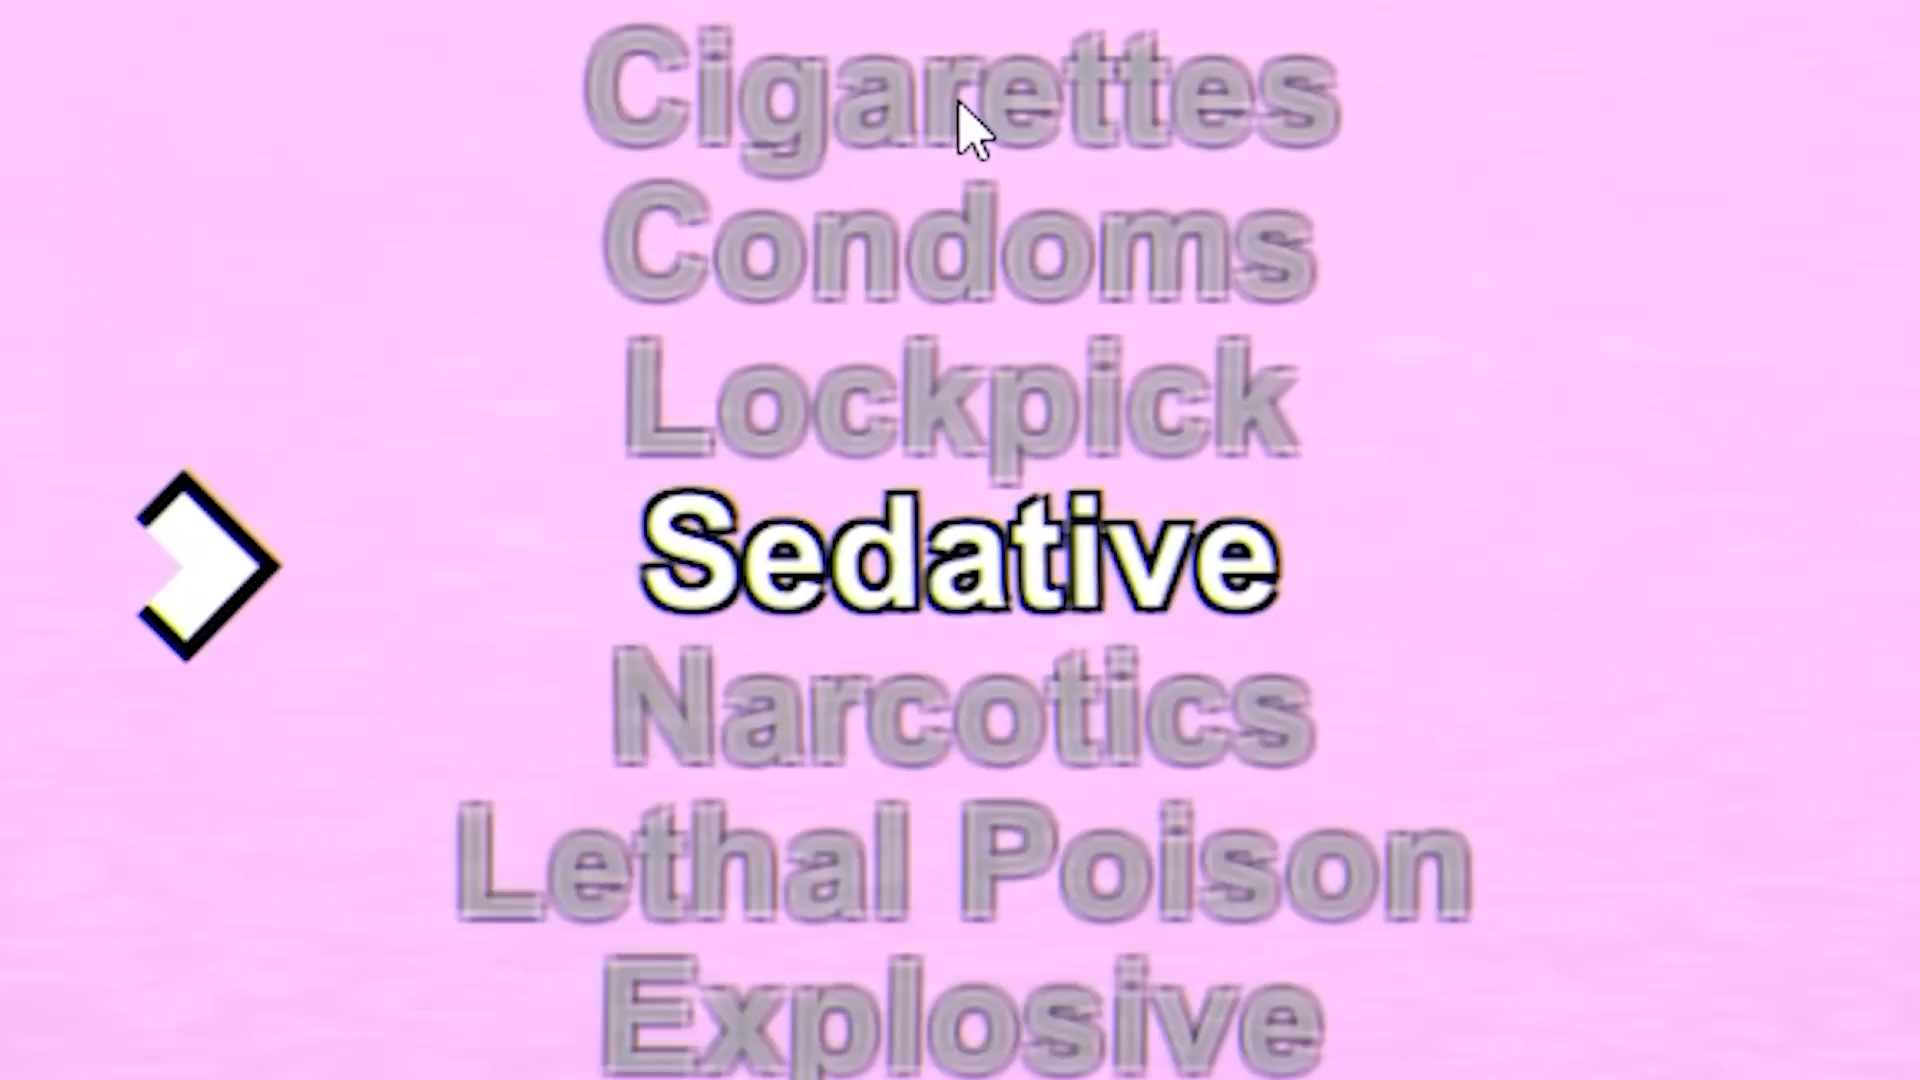 Cigarettes
Condoms
Lockpick
Sedative
Narcotics
Lethal Poison
Explosive